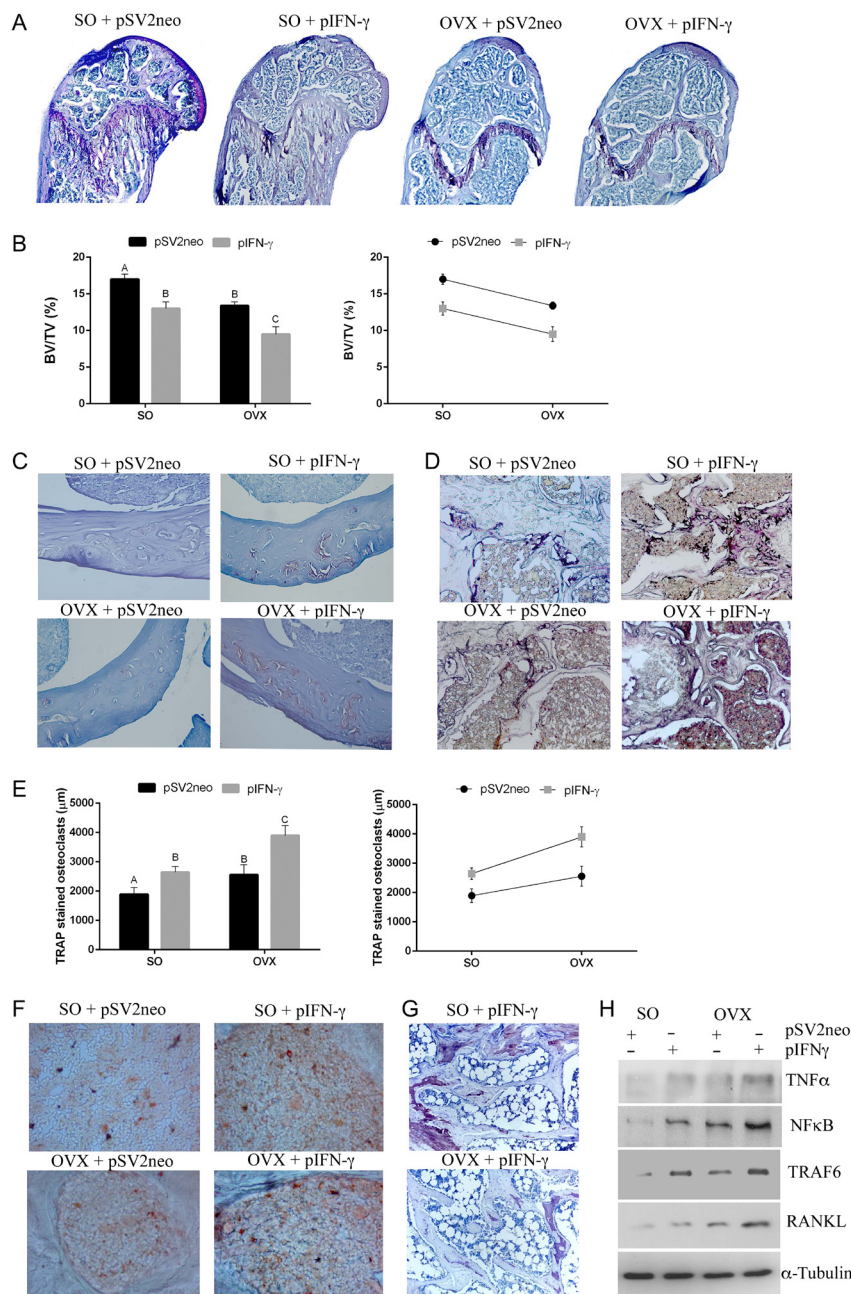 A
SO + pSV2neo
SO + pIFN-γ
OVX + pSV2neo
OVX + pIFN-γ
B
pSV2neo
pIFN-γ
BV/TV (%)
20
15
10
5
0
A
B
B
C
SO
OVX
pSV2neo
pIFN-γ
BV/TV (%)
20
15
10
5
0
SO
OVX
C
SO + pSV2neo
SO + pIFN-γ
OVX + pSV2neo
OVX + pIFN-γ
D
SO + pSV2neo
SO + pIFN-γ
OVX + pSV2neo
OVX + pIFN-γ
E
pSV2neo
pIFN-γ
TRAP stained osteoclasts (μm)
5000
4000
3000
2000
1000
0
A
B
B
C
SO
OVX
pSV2neo
pIFN-γ
TRAP stained osteoclasts (μm)
5000
4000
3000
2000
1000
0
SO
OVX
F
SO + pSV2neo
SO + pIFN-γ
OVX + pSV2neo
OVX + pIFN-γ
G
SO + pIFN-γ
OVX + pIFN-γ
H
SO
OVX
+ – + – pSV2neo
– + – + pIFNγ
TNFα
NFκB
TRAF6
RANKL
α-Tubulin